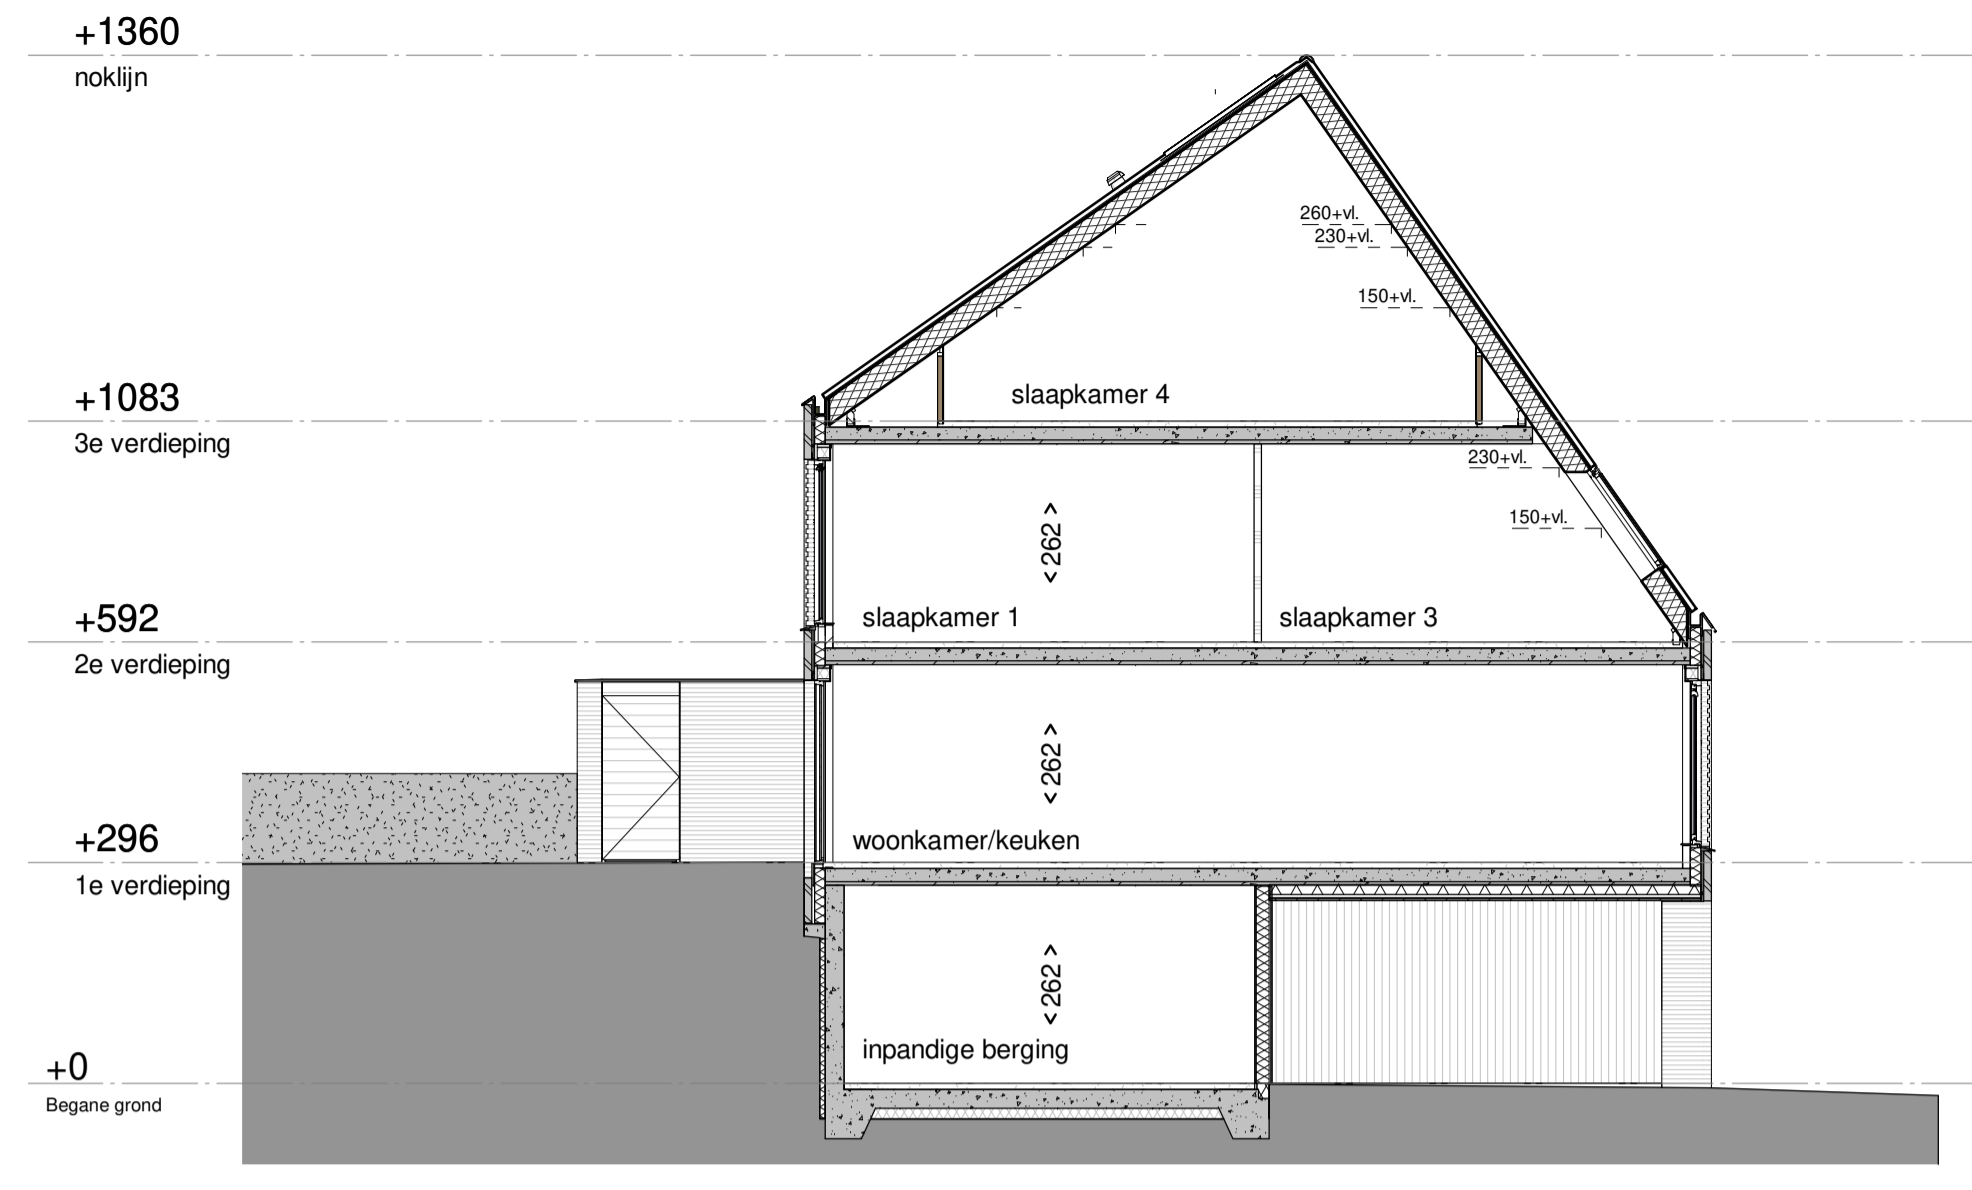 +1360
noklijn
260+vl.
230+vl.
150+vl.
+1083
3e verdieping
slaapkamer 4
230+vl.
150+vl.
<262>
+592
2e verdieping
slaapkamer 1
slaapkamer 3
<262>
+296
1e verdieping
woonkamer/keuken
<262>
inpandige berging
+0
Begane grond